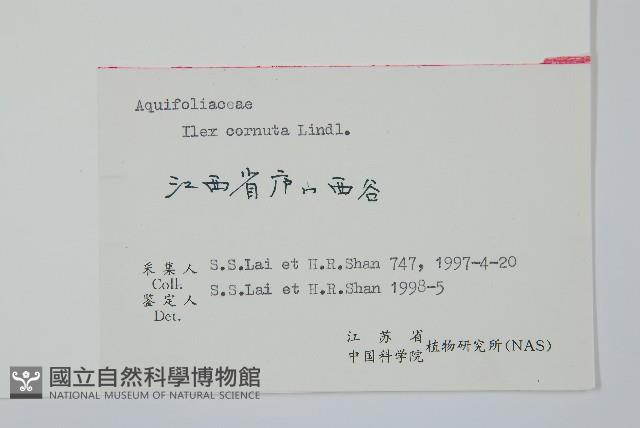 Aquifoliaceae
Ilex cornuta Lindl.
江西省庐山西谷
采集人 S.S.Lai et H.R.Shan 747, 1997-4-20
Coll.
鉴定人 S.S.Lai et H.R.Shan 1998-5
Det.
江苏省
中国科学院 植物研究所(NAS)
國立自然科學博物館
NATIONAL MUSEUM OF NATURAL SCIENCE